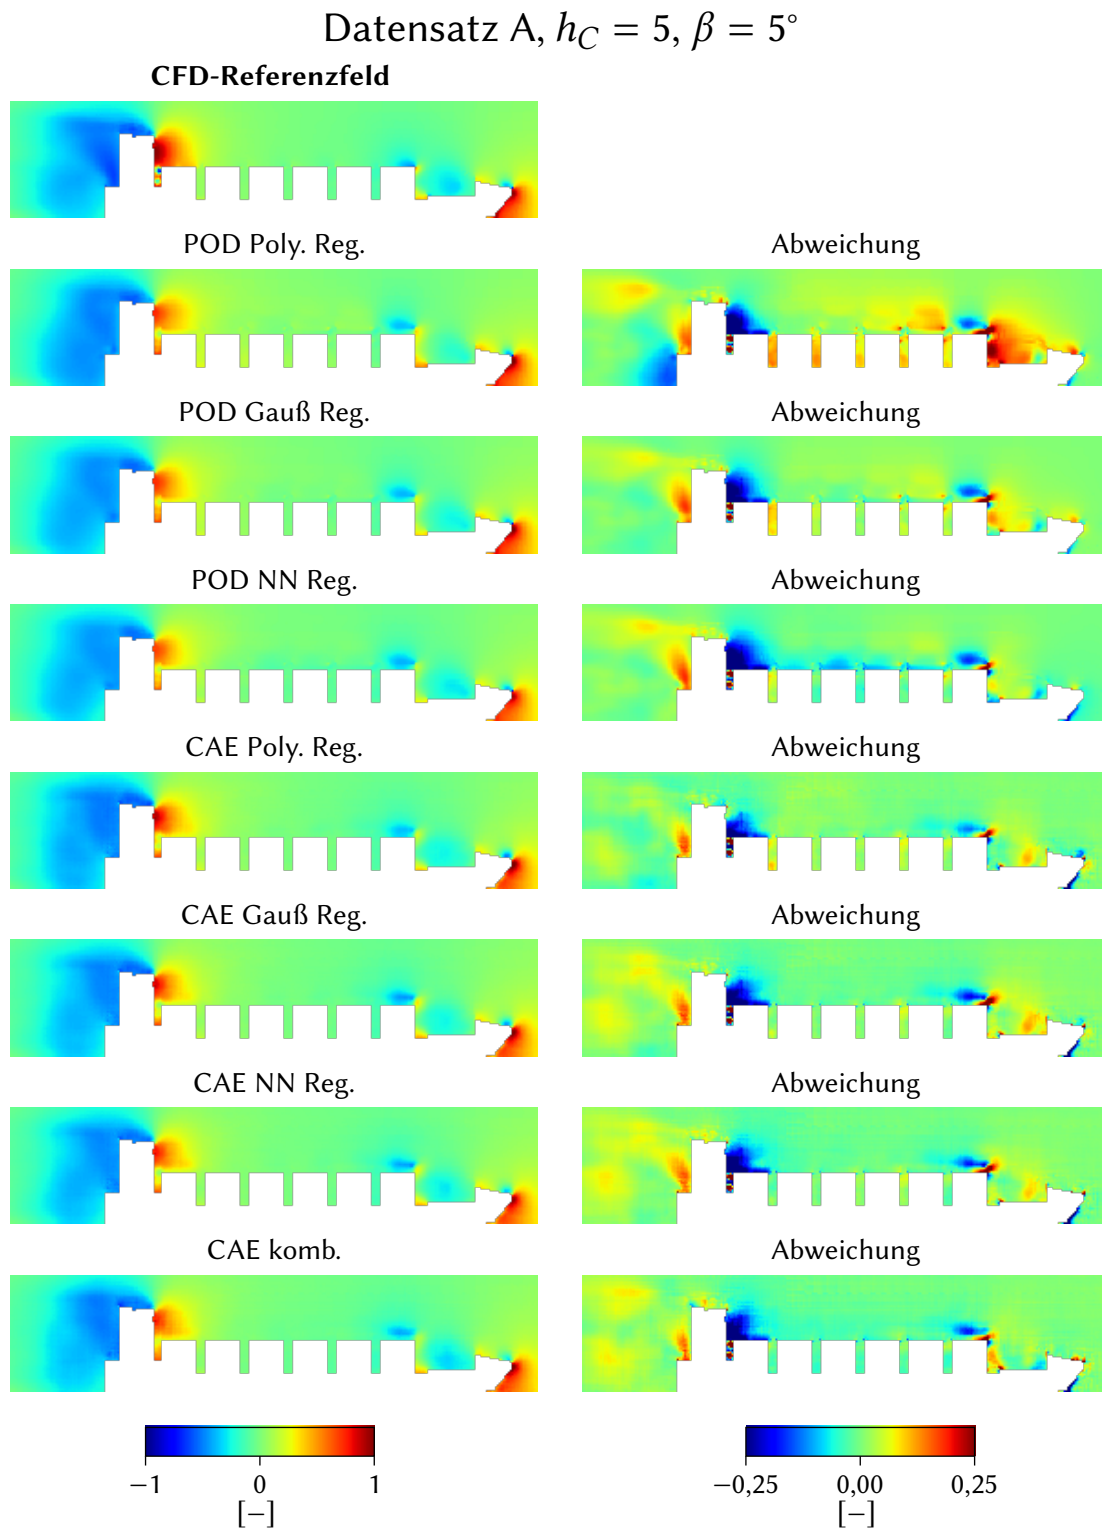 Datensatz A, h_C = 5, β = 5°
CFD-Referenzfeld
POD Poly. Reg.
Abweichung
POD Gauß Reg.
Abweichung
POD NN Reg.
Abweichung
CAE Poly. Reg.
Abweichung
CAE Gauß Reg.
Abweichung
CAE NN Reg.
Abweichung
CAE komb.
Abweichung
−1 0 1
[−]
−0,25 0,00 0,25
[−]